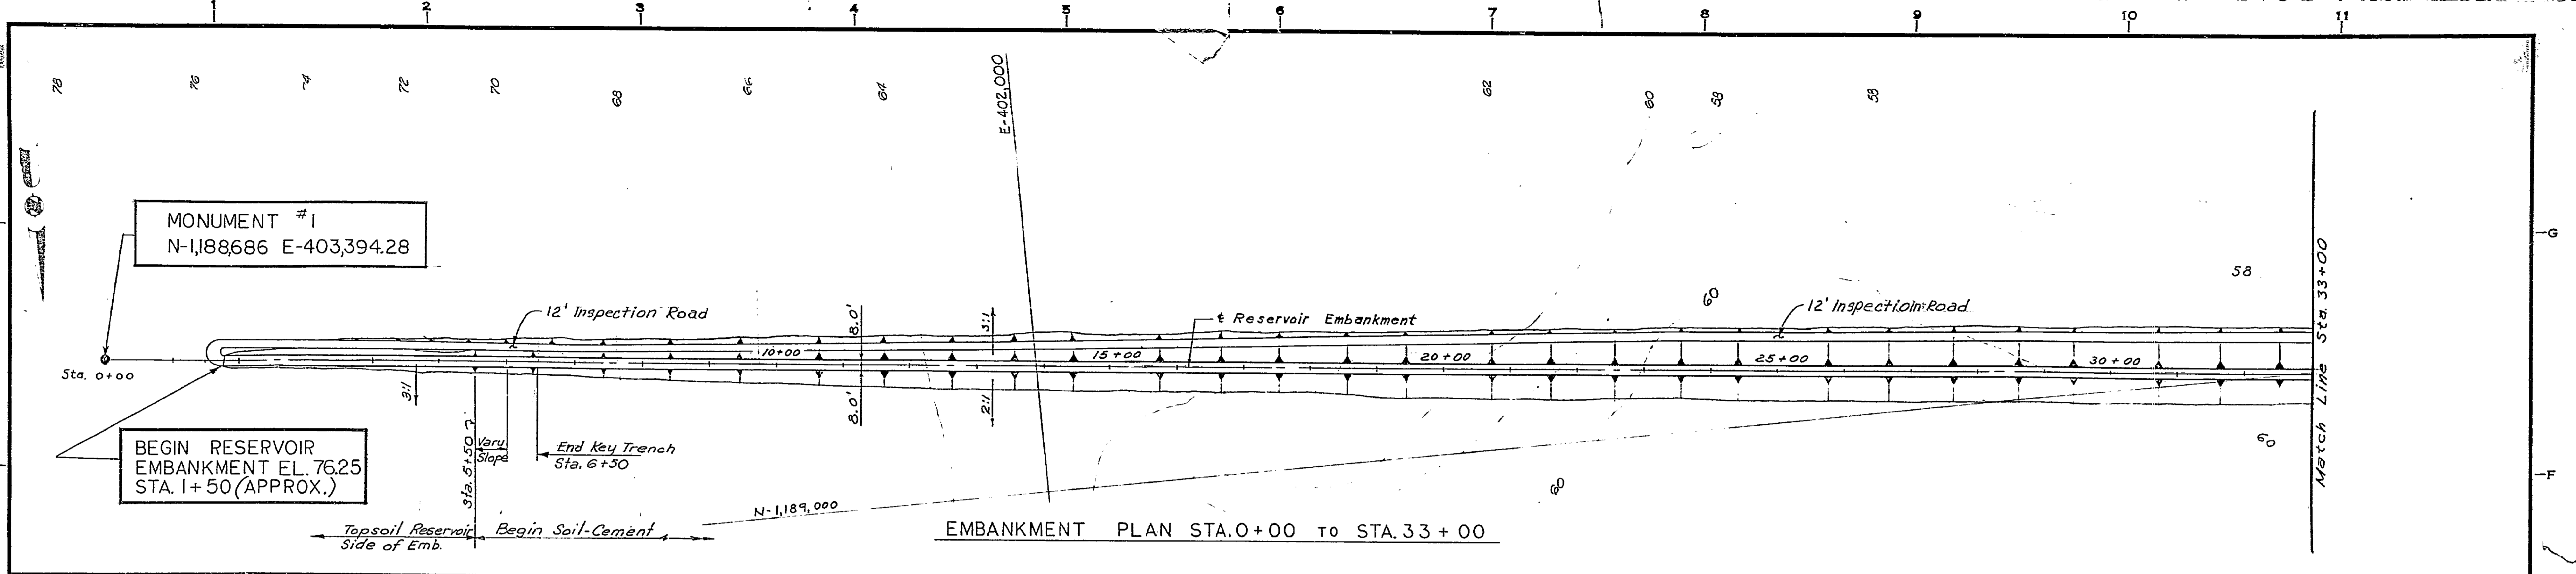 1 2 3 4 5 6 7 8 9 10 11
78 76 74 72 70 68 66 64 62 60 58 58
E-402,000
MONUMENT #1
N-1,188,686 E-403,394.28
G
58
12' Inspection Road
8.0'
3:1
℄ Reservoir Embankment
60
12' Inspection Road
Match Line Sta. 33+00
Sta. 0+00
10+00
15+00
20+00
25+00
30+00
3:1
8.0'
2:1
BEGIN RESERVOIR
EMBANKMENT EL. 76.25
STA. 1+50 (APPROX.)
Sta. 5+50
Vary
Slope
End Key Trench
Sta. 6+50
60
60
F
N-1,189,000
Topsoil Reservoir
Side of Emb.
Begin Soil-Cement
EMBANKMENT PLAN STA. 0+00 TO STA. 33+00